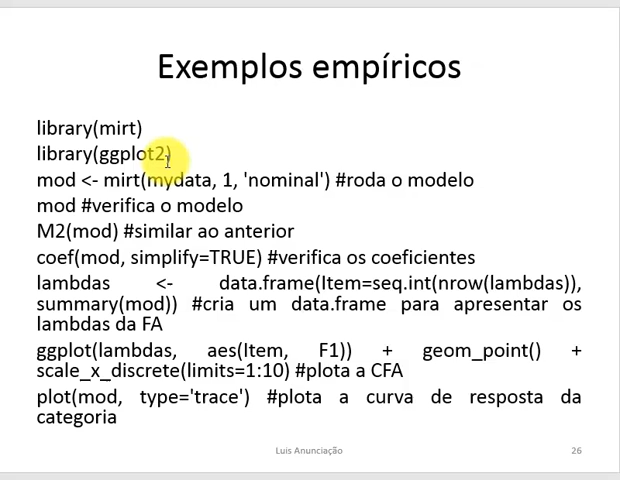 Exemplos empíricos
library(mirt)
library(ggplot2)
mod <- mirt(mydata, 1, 'nominal') #roda o modelo
mod #verifica o modelo
M2(mod) #similar ao anterior
coef(mod, simplify=TRUE) #verifica os coeficientes
lambdas <- data.frame(Item=seq.int(nrow(lambdas)),
summary(mod)) #cria um data.frame para apresentar os
lambdas da FA
ggplot(lambdas, aes(Item, F1)) + geom_point() +
scale_x_discrete(limits=1:10) #plota a CFA
plot(mod, type='trace') #plota a curva de resposta da
categoria
Luis Anunciação
26